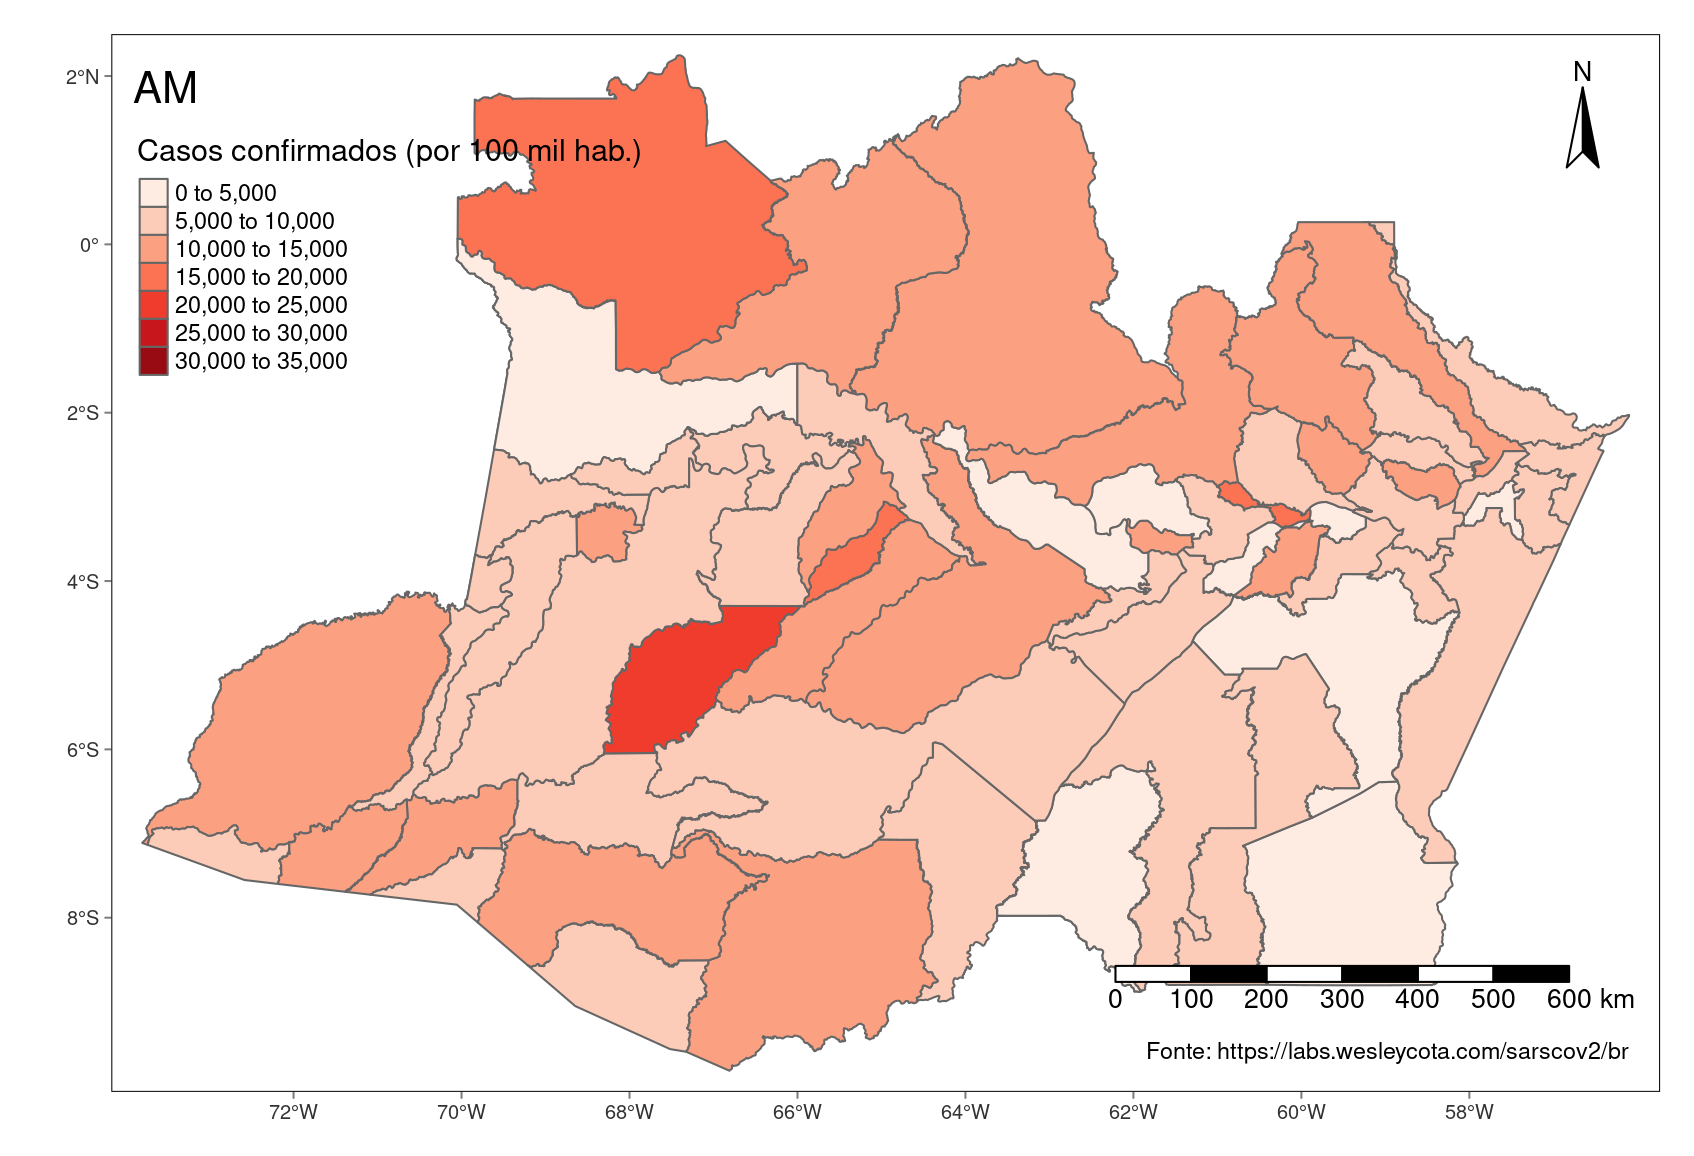 AM
N
Casos confirmados (por 100 mil hab.)
0 to 5,000
5,000 to 10,000
10,000 to 15,000
15,000 to 20,000
20,000 to 25,000
25,000 to 30,000
30,000 to 35,000
2°N
0°
2°S
4°S
6°S
8°S
0 100 200 300 400 500 600 km
Fonte: https://labs.wesleycota.com/sarscov2/br
72°W 70°W 68°W 66°W 64°W 62°W 60°W 58°W